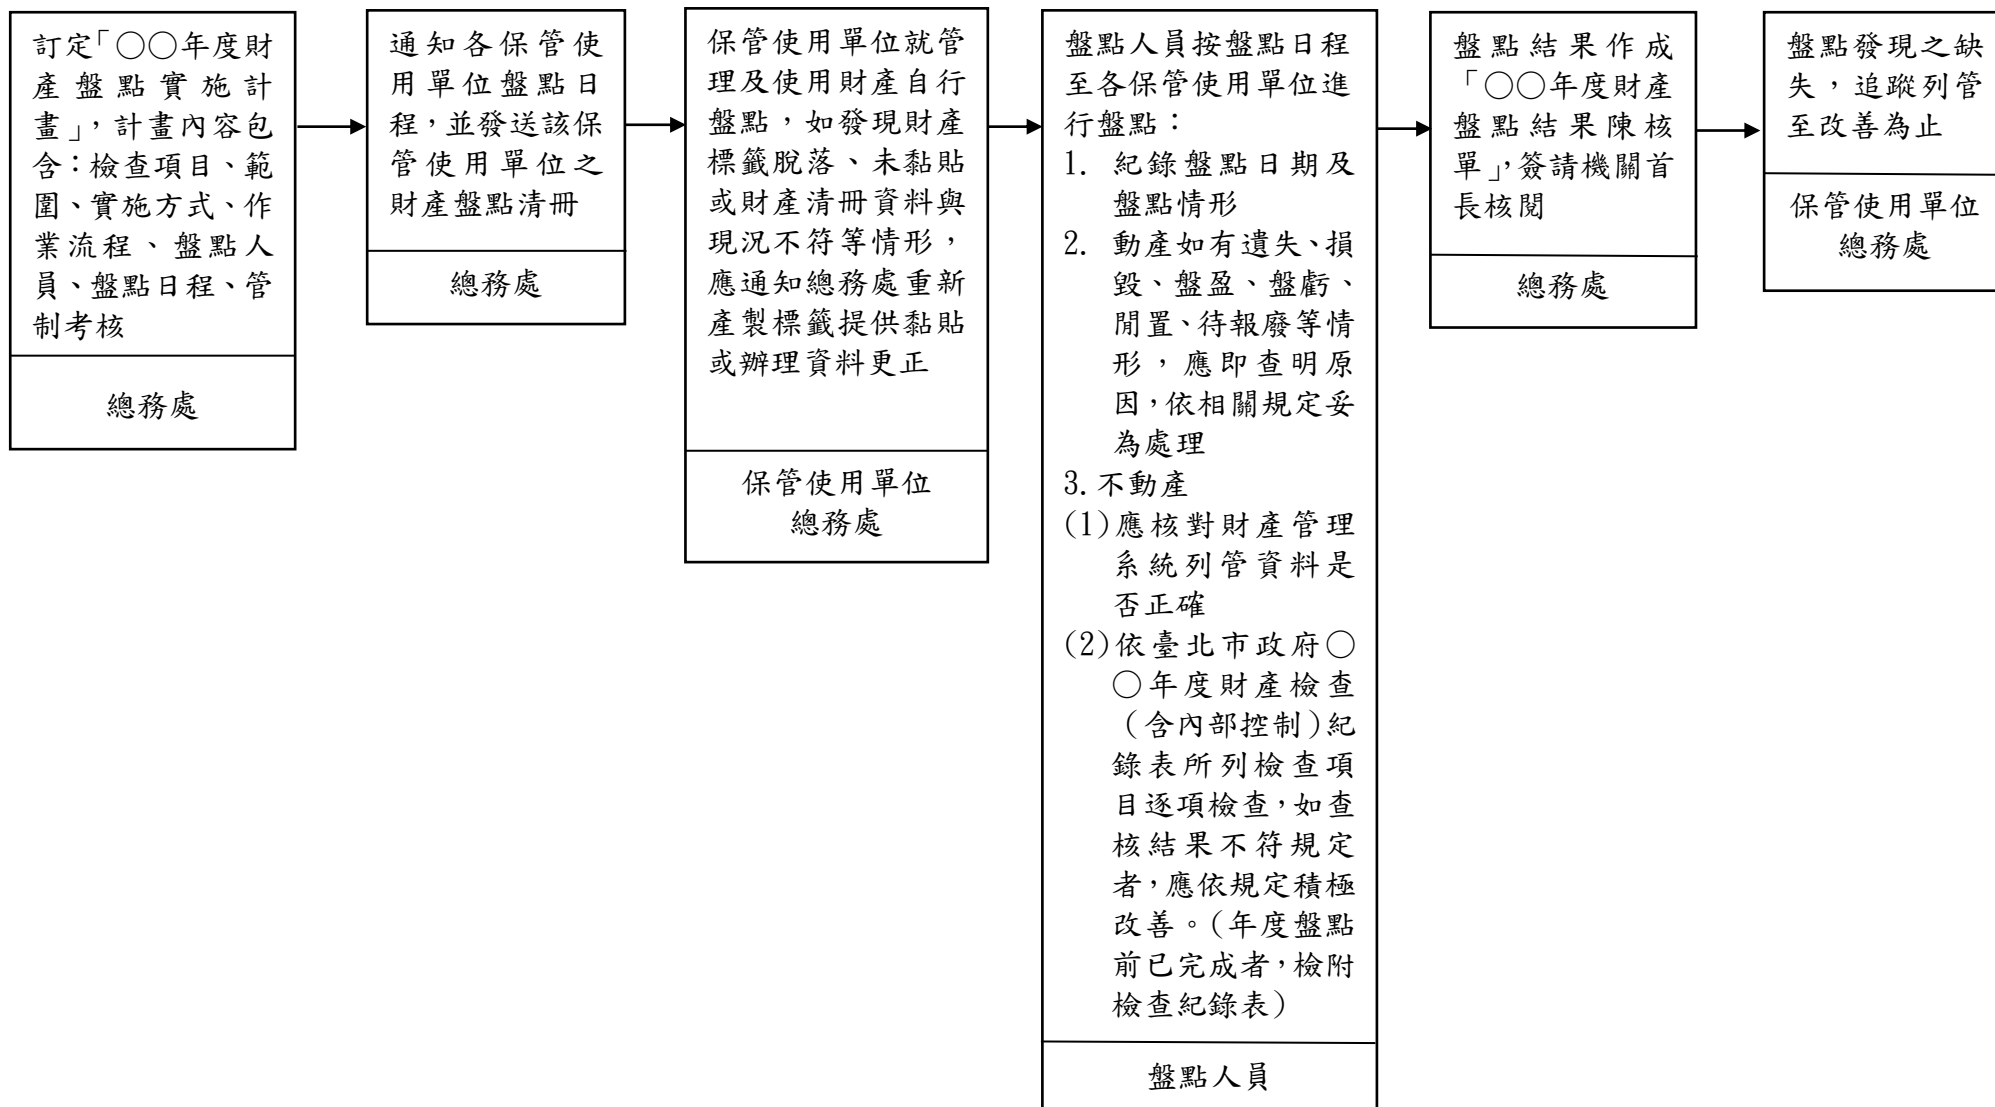 訂定「○○年度財
產盤點實施計
畫」，計畫內容包
含：檢查項目、範
圍、實施方式、作
業流程、盤點人
員、盤點日程、管
制考核
總務處
通知各保管使
用單位盤點日
程，並發送該保
管使用單位之
財產盤點清冊
總務處
保管使用單位就管
理及使用財產自行
盤點，如發現財產
標籤脫落、未黏貼
或財產清冊資料與
現況不符等情形，
應通知總務處重新
產製標籤提供黏貼
或辦理資料更正
保管使用單位
總務處
盤點人員按盤點日程
至各保管使用單位進
行盤點：
1. 紀錄盤點日期及
盤點情形
2. 動產如有遺失、損
毀、盤盈、盤虧、
閒置、待報廢等情
形，應即查明原
因，依相關規定妥
為處理
3.不動產
(1)應核對財產管理
系統列管資料是
否正確
(2)依臺北市政府○
○年度財產檢查
（含內部控制）紀
錄表所列檢查項
目逐項檢查，如查
核結果不符規定
者，應依規定積極
改善。（年度盤點
前已完成者，檢附
檢查紀錄表）
盤點人員
盤點結果作成
「○○年度財產
盤點結果陳核
單」，簽請機關首
長核閱
總務處
盤點發現之缺
失，追蹤列管
至改善為止
保管使用單位
總務處